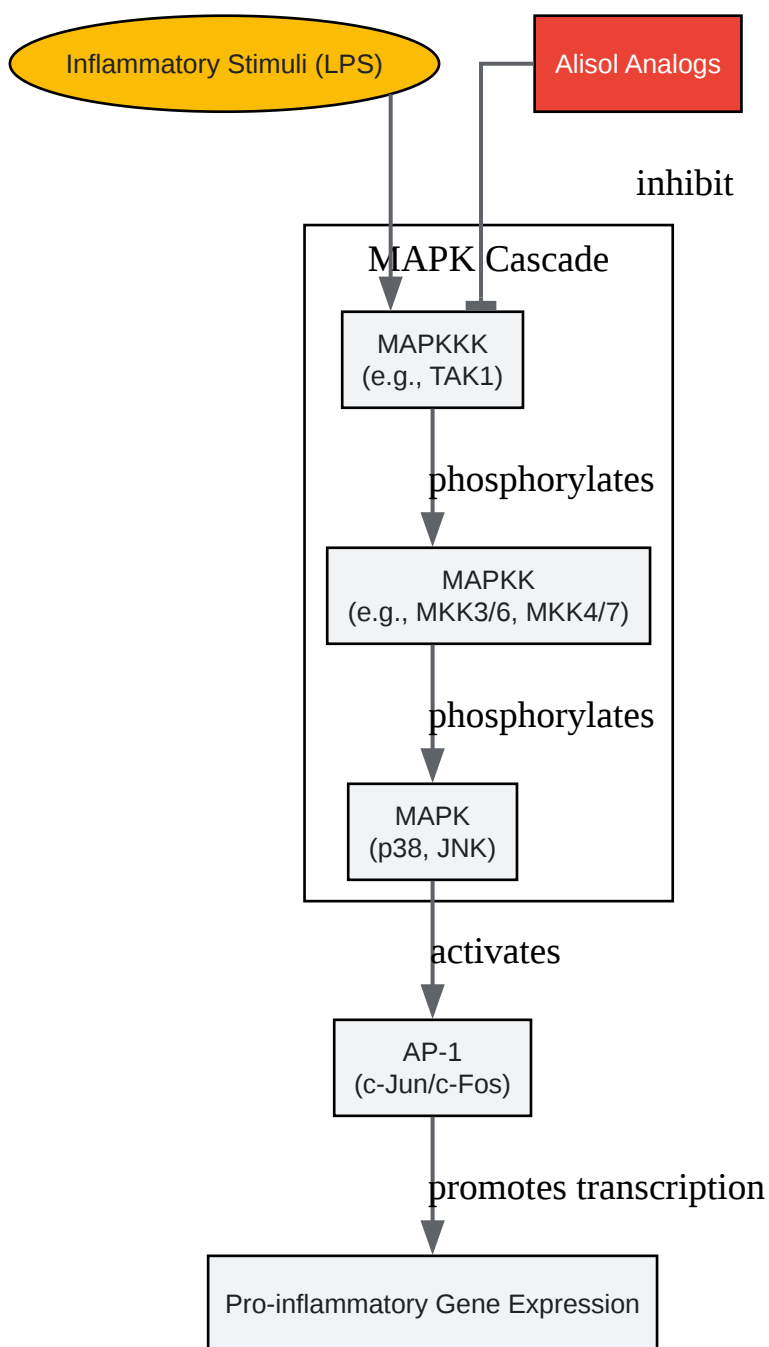 Inflammatory Stimuli (LPS)
Alisol Analogs
inhibit
MAPK Cascade
MAPKKK
(e.g., TAK1)
phosphorylates
MAPKK
(e.g., MKK3/6, MKK4/7)
phosphorylates
MAPK
(p38, JNK)
activates
AP-1
(c-Jun/c-Fos)
promotes transcription
Pro-inflammatory Gene Expression